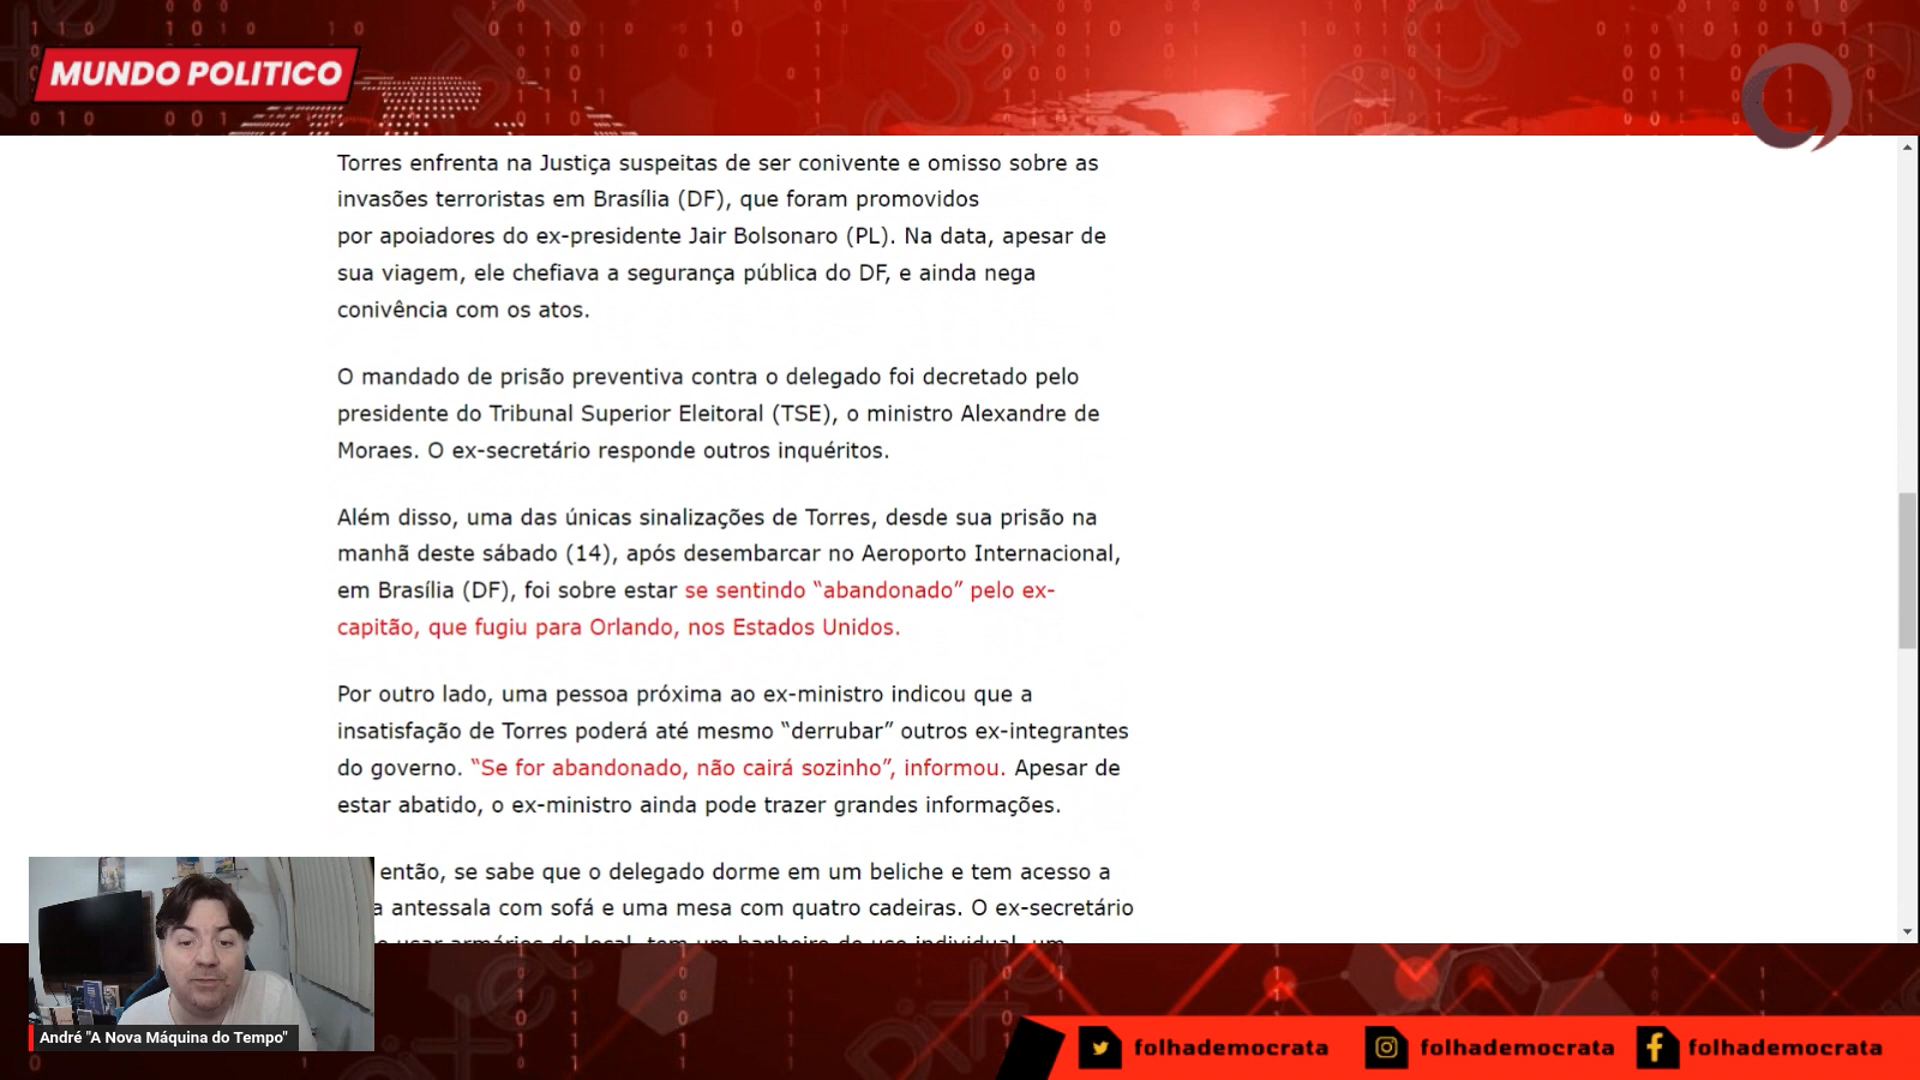 MUNDO POLITICO
Torres enfrenta na Justiça suspeitas de ser conivente e omisso sobre as
invasões terroristas em Brasília (DF), que foram promovidos
por apoiadores do ex-presidente Jair Bolsonaro (PL). Na data, apesar de
sua viagem, ele chefiava a segurança pública do DF, e ainda nega
conivência com os atos.
O mandado de prisão preventiva contra o delegado foi decretado pelo
presidente do Tribunal Superior Eleitoral (TSE), o ministro Alexandre de
Moraes. O ex-secretário responde outros inquéritos.
Além disso, uma das únicas sinalizações de Torres, desde sua prisão na
manhã deste sábado (14), após desembarcar no Aeroporto Internacional,
em Brasília (DF), foi sobre estar se sentindo “abandonado” pelo ex-
capitão, que fugiu para Orlando, nos Estados Unidos.
Por outro lado, uma pessoa próxima ao ex-ministro indicou que a
insatisfação de Torres poderá até mesmo “derrubar” outros ex-integrantes
do governo. “Se for abandonado, não cairá sozinho”, informou. Apesar de
estar abatido, o ex-ministro ainda pode trazer grandes informações.
então, se sabe que o delegado dorme em um beliche e tem acesso a
a antessala com sofá e uma mesa com quatro cadeiras. O ex-secretário
André "A Nova Máquina do Tempo"
folhademocrata
folhademocrata
folhademocrata